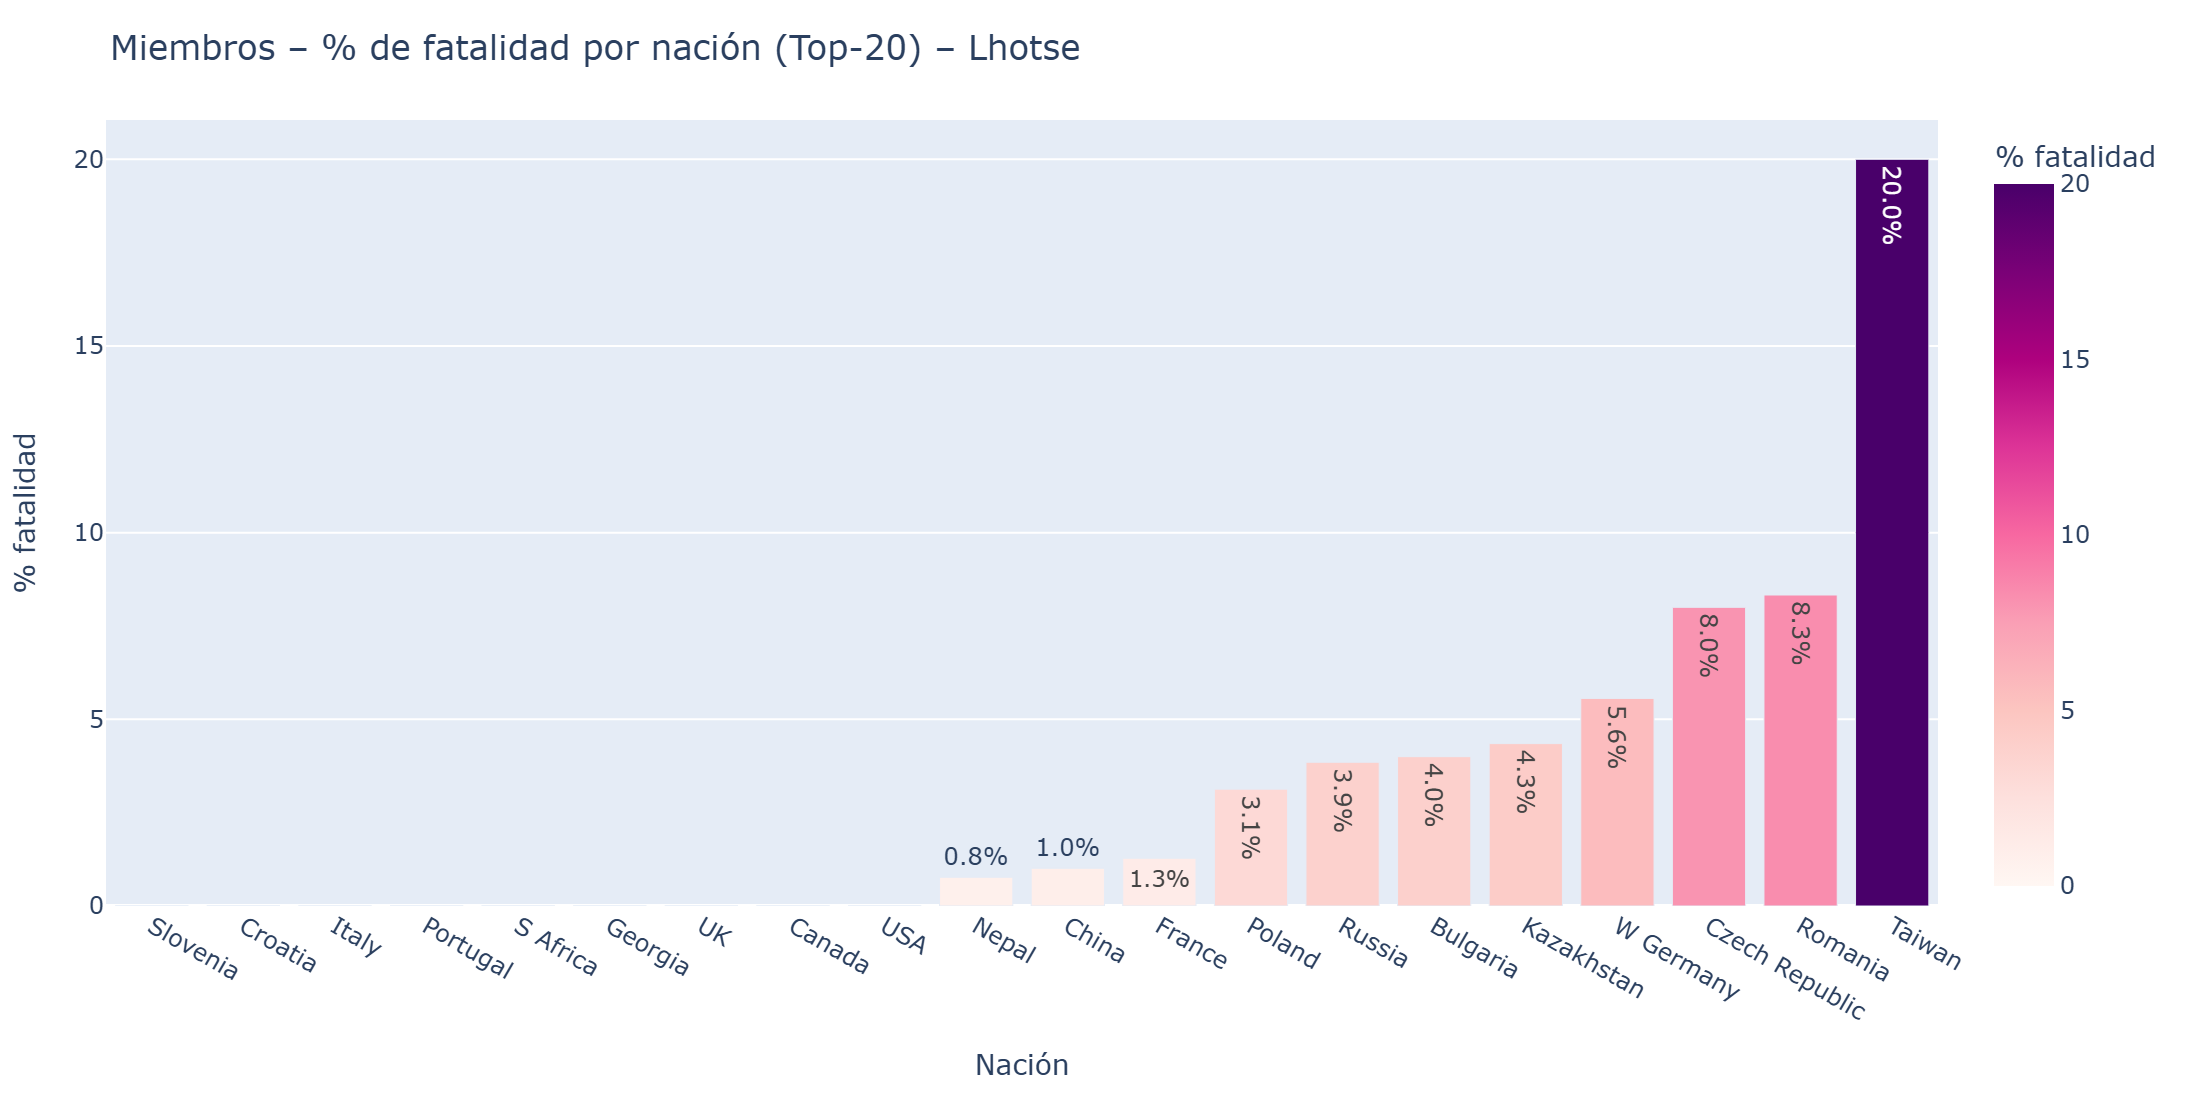 Miembros – % de fatalidad por nación (Top-20) – Lhotse
% fatalidad
20
15
10
5
0
0.8%
1.0%
1.3%
3.1%
3.9%
4.0%
4.3%
5.6%
8.0%
8.3%
20.0%
Slovenia
Croatia
Italy
Portugal
S Africa
Georgia
UK
Canada
USA
Nepal
China
France
Poland
Russia
Bulgaria
Kazakhstan
W Germany
Czech Republic
Romania
Taiwan
Nación
% fatalidad
20
15
10
5
0